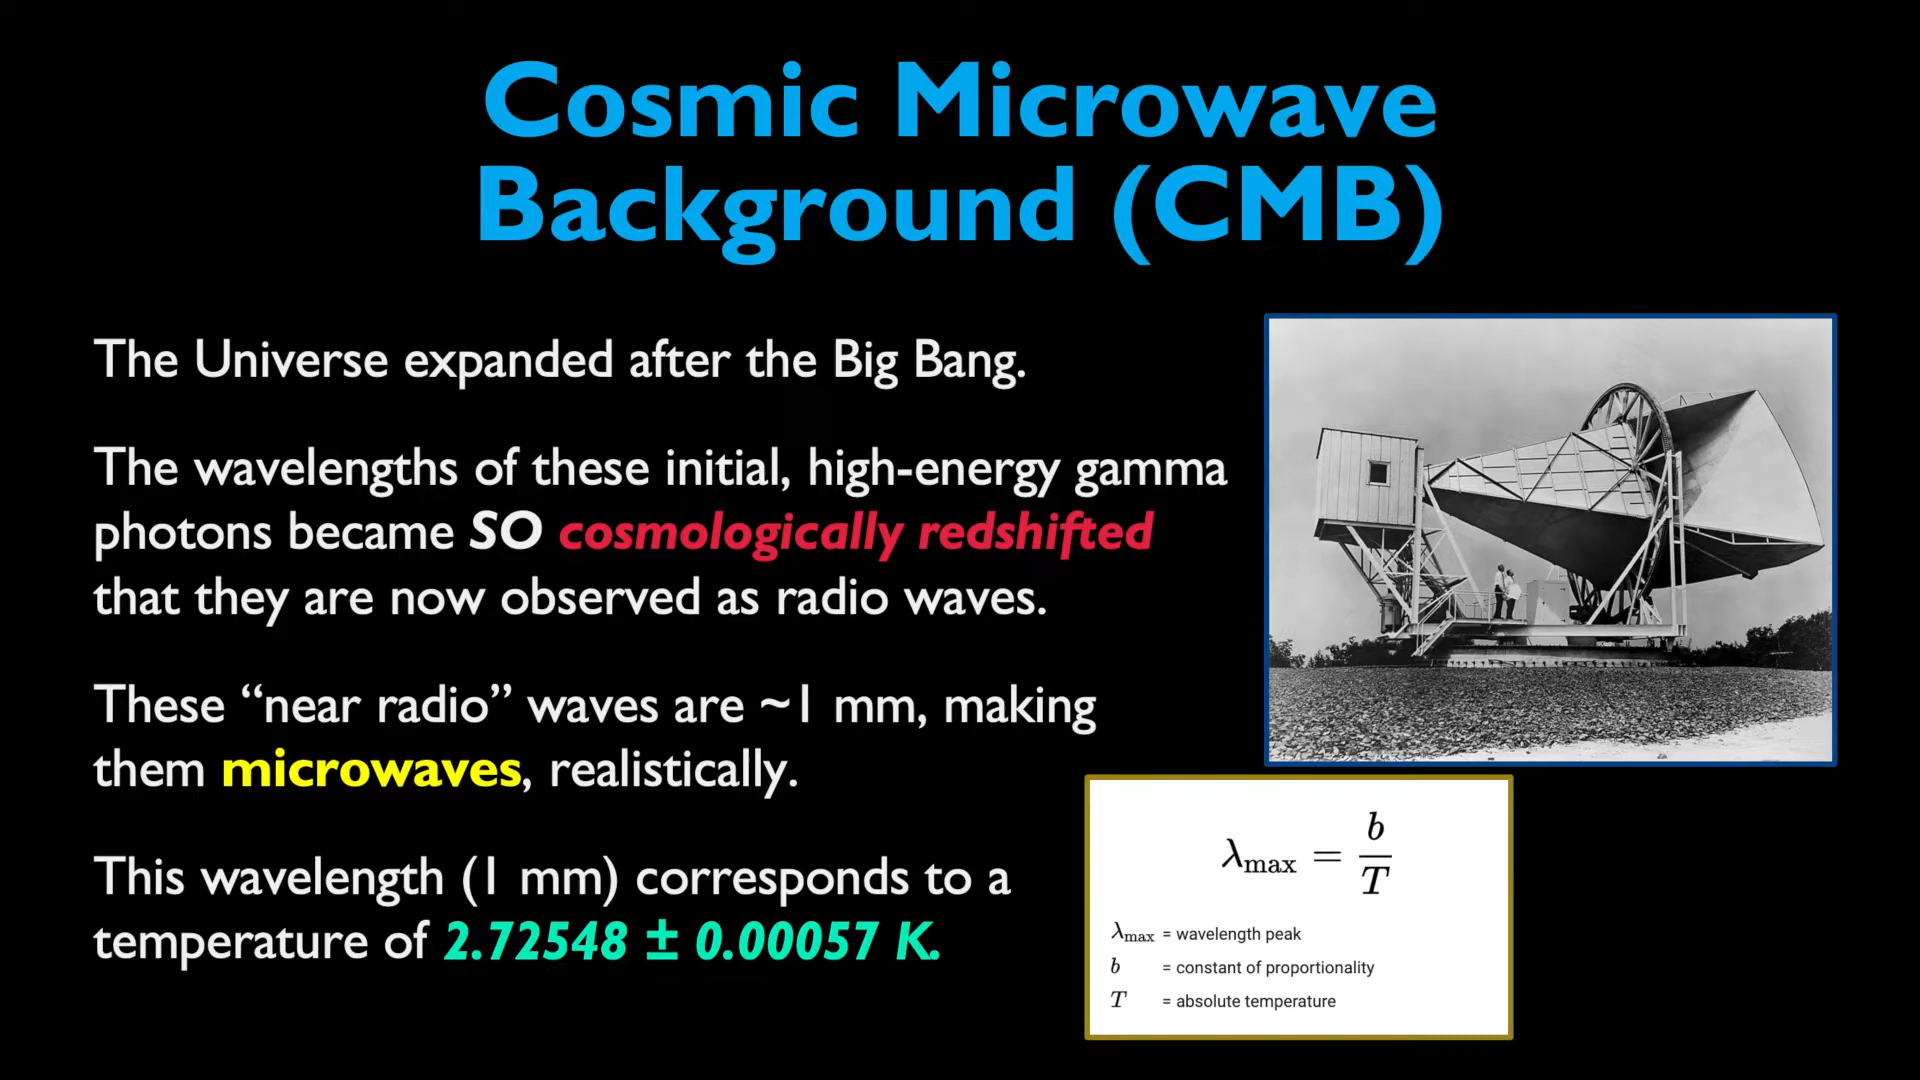 Cosmic Microwave
Background (CMB)
The Universe expanded after the Big Bang.
The wavelengths of these initial, high-energy gamma
photons became SO cosmologically redshifted
that they are now observed as radio waves.
These “near radio” waves are ~1 mm, making
them microwaves, realistically.
This wavelength (1 mm) corresponds to a
temperature of 2.72548 ± 0.00057 K.
λmax = b/T
λmax = wavelength peak
b = constant of proportionality
T = absolute temperature